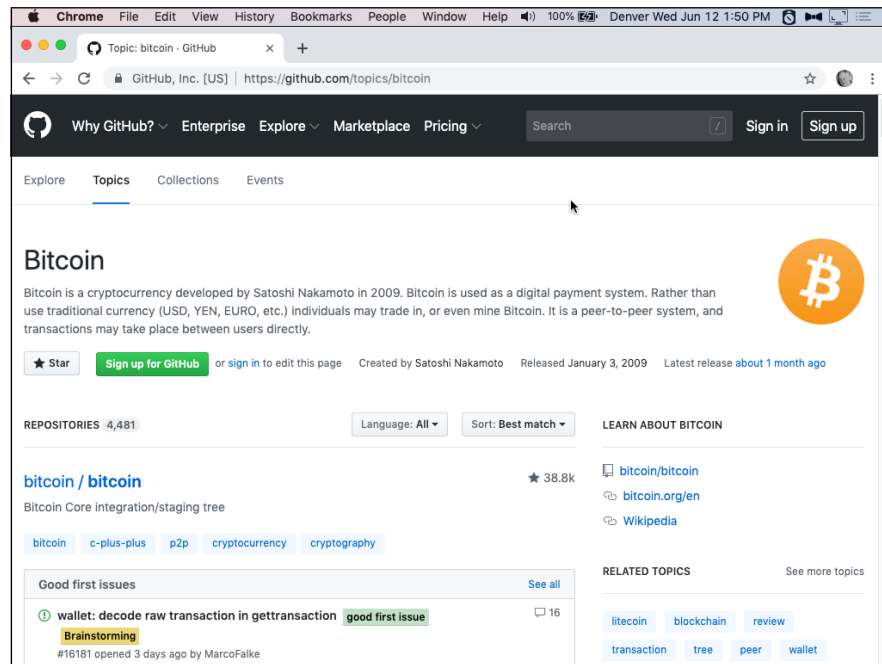 Chrome File Edit View History Bookmarks People Window Help 100% Denver Wed Jun 12 1:50 PM
Topic: bitcoin · GitHub
GitHub, Inc. [US] | https://github.com/topics/bitcoin
Why GitHub? Enterprise Explore Marketplace Pricing Search / Sign in Sign up
Explore Topics Collections Events
Bitcoin
Bitcoin is a cryptocurrency developed by Satoshi Nakamoto in 2009. Bitcoin is used as a digital payment system. Rather than
use traditional currency (USD, YEN, EURO, etc.) individuals may trade in, or even mine Bitcoin. It is a peer-to-peer system, and
transactions may take place between users directly.
Star Sign up for GitHub or sign in to edit this page Created by Satoshi Nakamoto Released January 3, 2009 Latest release about 1 month ago
REPOSITORIES 4,481 Language: All Sort: Best match
bitcoin / bitcoin 38.8k
Bitcoin Core integration/staging tree
bitcoin c-plus-plus p2p cryptocurrency cryptography
Good first issues See all
wallet: decode raw transaction in gettransaction good first issue 16
Brainstorming
#16181 opened 3 days ago by MarcoFalke
LEARN ABOUT BITCOIN
bitcoin/bitcoin
bitcoin.org/en
Wikipedia
RELATED TOPICS See more topics
litecoin blockchain review
transaction tree peer wallet